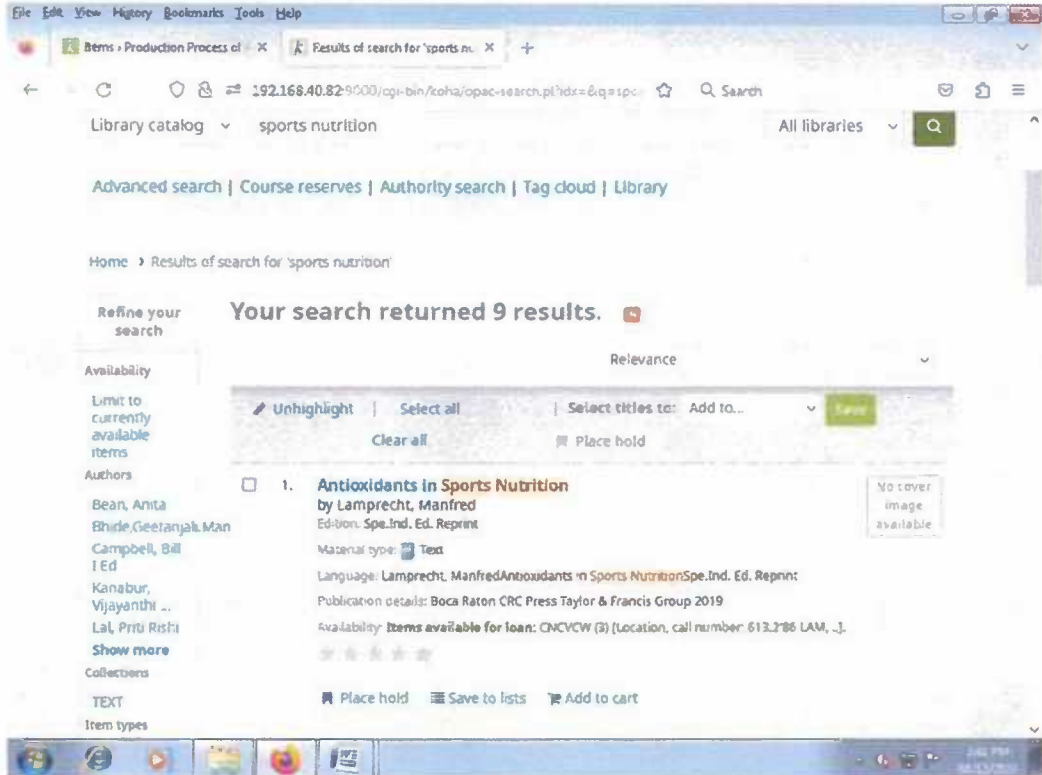 File Edit View History Bookmarks Tools Help
Items › Production Process of × Results of search for 'sports nu × +
192.168.40.82:9000/cgi-bin/koha/opac-search.pl?idx=&q=spo Search
Library catalog sports nutrition All libraries
Advanced search | Course reserves | Authority search | Tag cloud | Library
Home › Results of search for 'sports nutrition'
Refine your search
Your search returned 9 results.
Relevance
Availability
Limit to
currently
available
items
Unhighlight | Select all | Select titles to: Add to... Save
Clear all Place hold
Authors
Bean, Anita
Bhide,Geetanjali.Man
Campbell, Bill
I Ed
Kanabur,
Vijayanthi ...
Lal, Priti Rishi
Show more
Collections
TEXT
Item types
1. Antioxidants in Sports Nutrition
by Lamprecht, Manfred
Edition: Spe.Ind. Ed. Reprint
Material type: Text
Language: Lamprecht, ManfredAntioxidants in Sports NutritionSpe.Ind. Ed. Reprint
Publication details: Boca Raton CRC Press Taylor & Francis Group 2019
Availability: Items available for loan: CNCVCW (3) [Location, call number: 613.286 LAM, ..].
Place hold Save to lists Add to cart
No cover
image
available